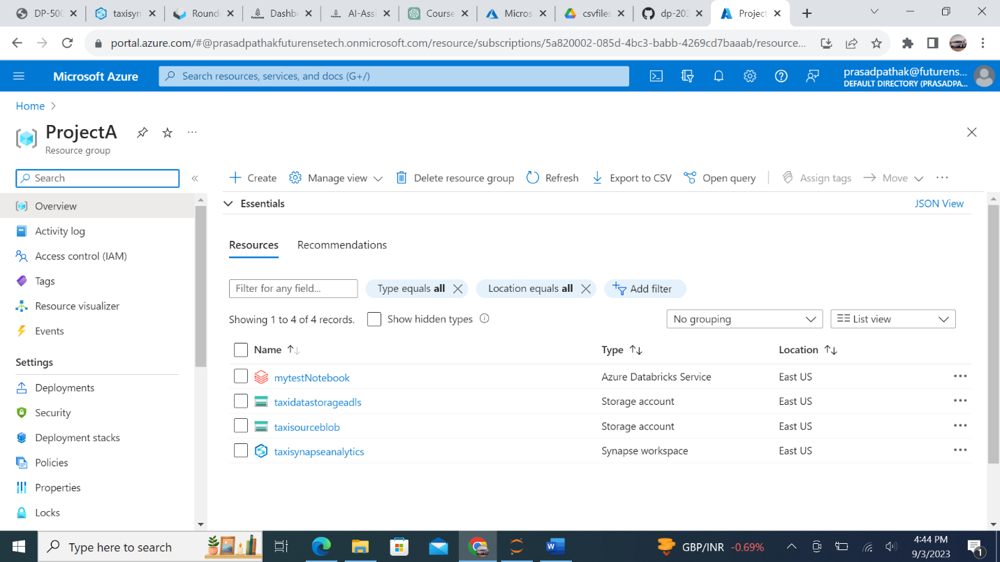 DP-500
taxisyn
Round
Dashb
AI-Ass
Course
Micros
csvfiles
dp-203
Project
portal.azure.com/#@prasadpathakfuturensetech.onmicrosoft.com/resource/subscriptions/5a820002-085d-4bc3-babb-4269cd7baaab/resource...
Microsoft Azure
Search resources, services, and docs (G+/)
prasadpathak@futurens...
DEFAULT DIRECTORY (PRASADPA...
Home
ProjectA
Resource group
Search
Create
Manage view
Delete resource group
Refresh
Export to CSV
Open query
Assign tags
Move
Overview
Activity log
Access control (IAM)
Tags
Resource visualizer
Events
Settings
Deployments
Security
Deployment stacks
Policies
Properties
Locks
Essentials
JSON View
Resources Recommendations
Filter for any field...
Type equals all
Location equals all
Add filter
Showing 1 to 4 of 4 records.
Show hidden types
No grouping
List view
Name Type Location
mytestNotebook Azure Databricks Service East US
taxidatastorageadls Storage account East US
taxisourceblob Storage account East US
taxisynapseanalytics Synapse workspace East US
Type here to search
GBP/INR -0.69%
4:44 PM
9/3/2023
1